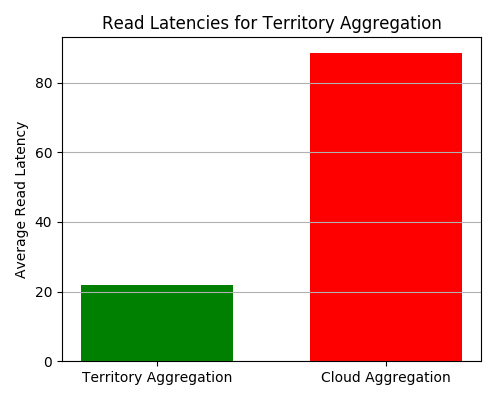 Read Latencies for Territory Aggregation
Average Read Latency
80
60
40
20
0
Territory Aggregation
Cloud Aggregation